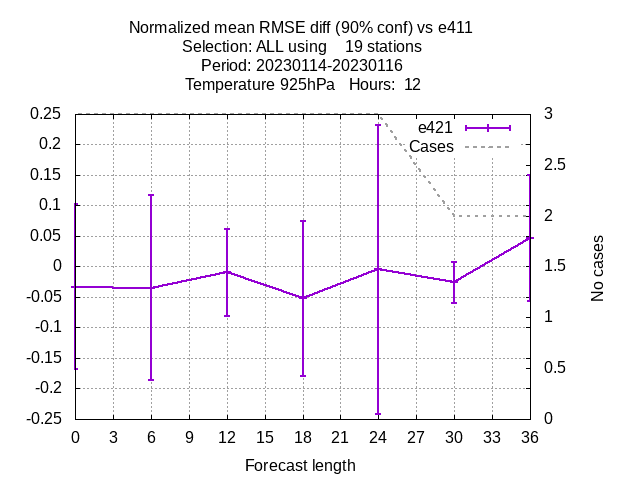 Normalized mean RMSE diff (90% conf) vs e411
Selection: ALL using    19 stations
Period: 20230114-20230116
Temperature 925hPa   Hours:  12
0.25
0.2
0.15
0.1
0.05
0
-0.05
-0.1
-0.15
-0.2
-0.25
e421
Cases
3
2.5
2
1.5
1
0.5
0
No cases
0 3 6 9 12 15 18 21 24 27 30 33 36
Forecast length